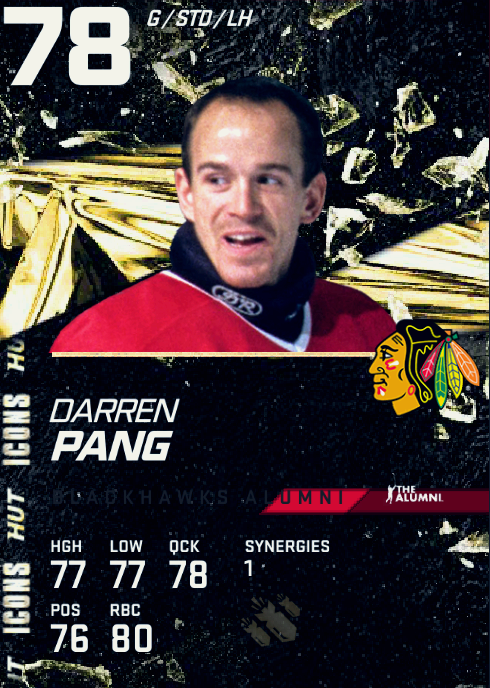 78
G/STD/LH
HUT
ICONS
HUT
ICONS
DARREN
PANG
BLACKHAWKS ALUMNI
THE
ALUMNI
HGH LOW QCK SYNERGIES
77 77 78 1
POS RBC
76 80